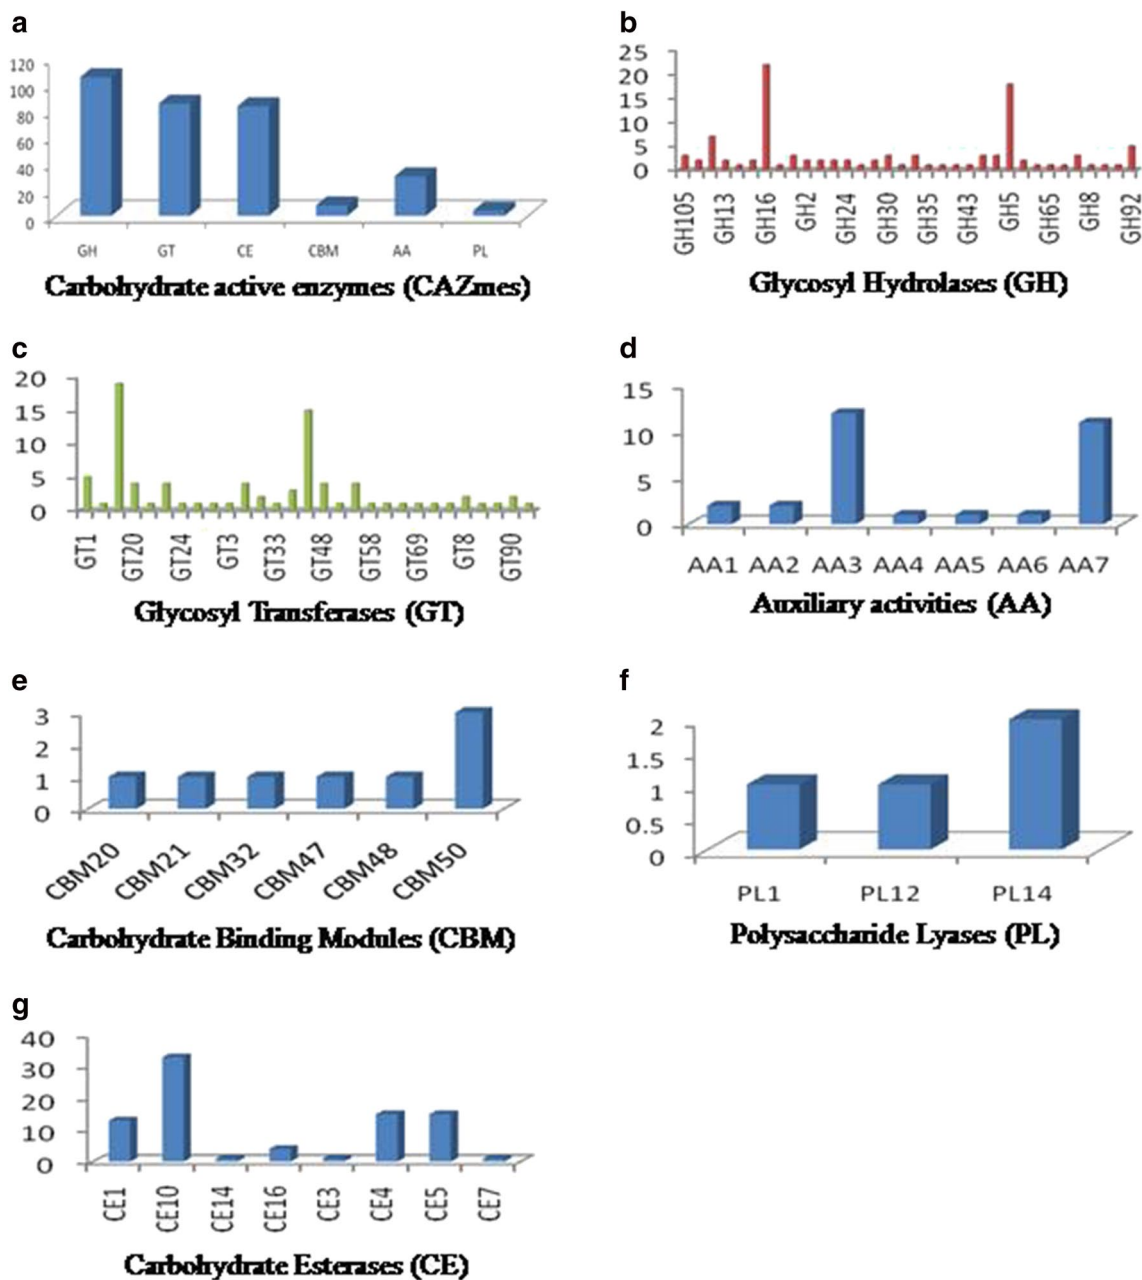 a
120
100
80
60
40
20
0
GH GT CE CBM AA PL
Carbohydrate active enzymes (CAZmes)
b
25
20
15
10
5
0
GH105 GH13 GH16 GH2 GH24 GH30 GH35 GH43 GH5 GH65 GH8 GH92
Glycosyl Hydrolases (GH)
c
20
15
10
5
0
GT1 GT20 GT24 GT3 GT33 GT48 GT58 GT69 GT8 GT90
Glycosyl Transferases (GT)
d
15
10
5
0
AA1 AA2 AA3 AA4 AA5 AA6 AA7
Auxiliary activities (AA)
e
3
2
1
0
CBM20 CBM21 CBM32 CBM47 CBM48 CBM50
Carbohydrate Binding Modules (CBM)
f
2
1.5
1
0.5
0
PL1 PL12 PL14
Polysaccharide Lyases (PL)
g
40
30
20
10
0
CE1 CE10 CE14 CE16 CE3 CE4 CE5 CE7
Carbohydrate Esterases (CE)